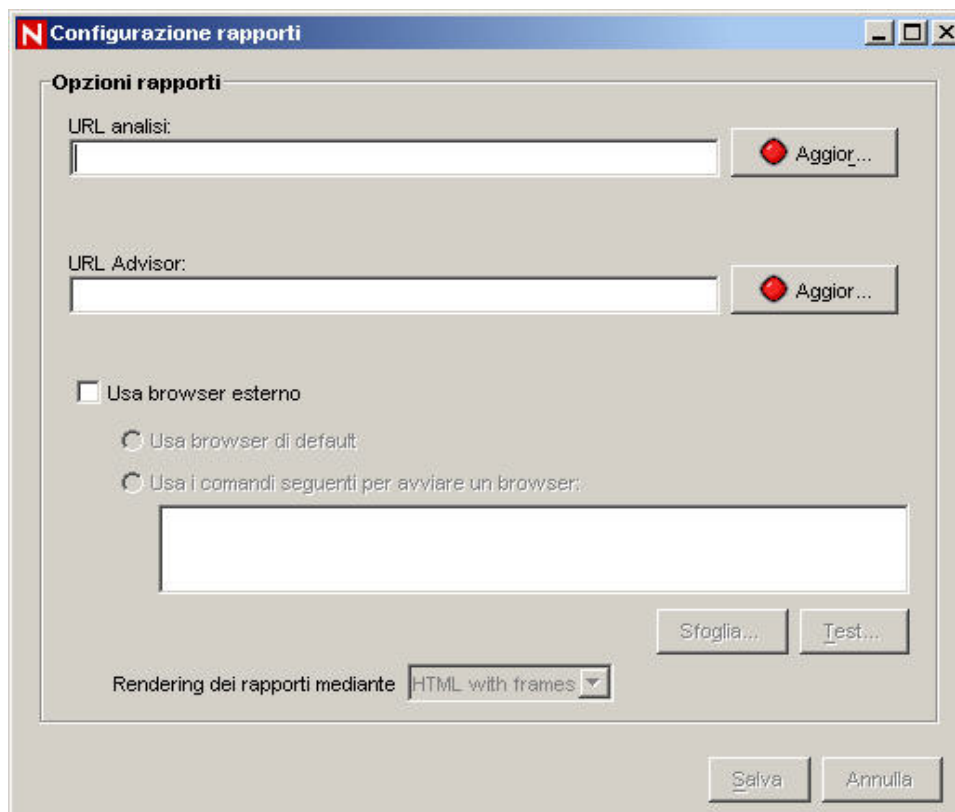 N Configurazione rapporti
Opzioni rapporti
URL analisi:
Aggior...
URL Advisor:
Aggior...
Usa browser esterno
Usa browser di default
Usa i comandi seguenti per avviare un browser:
Sfoglia...
Test...
Rendering dei rapporti mediante HTML with frames
Salva
Annulla